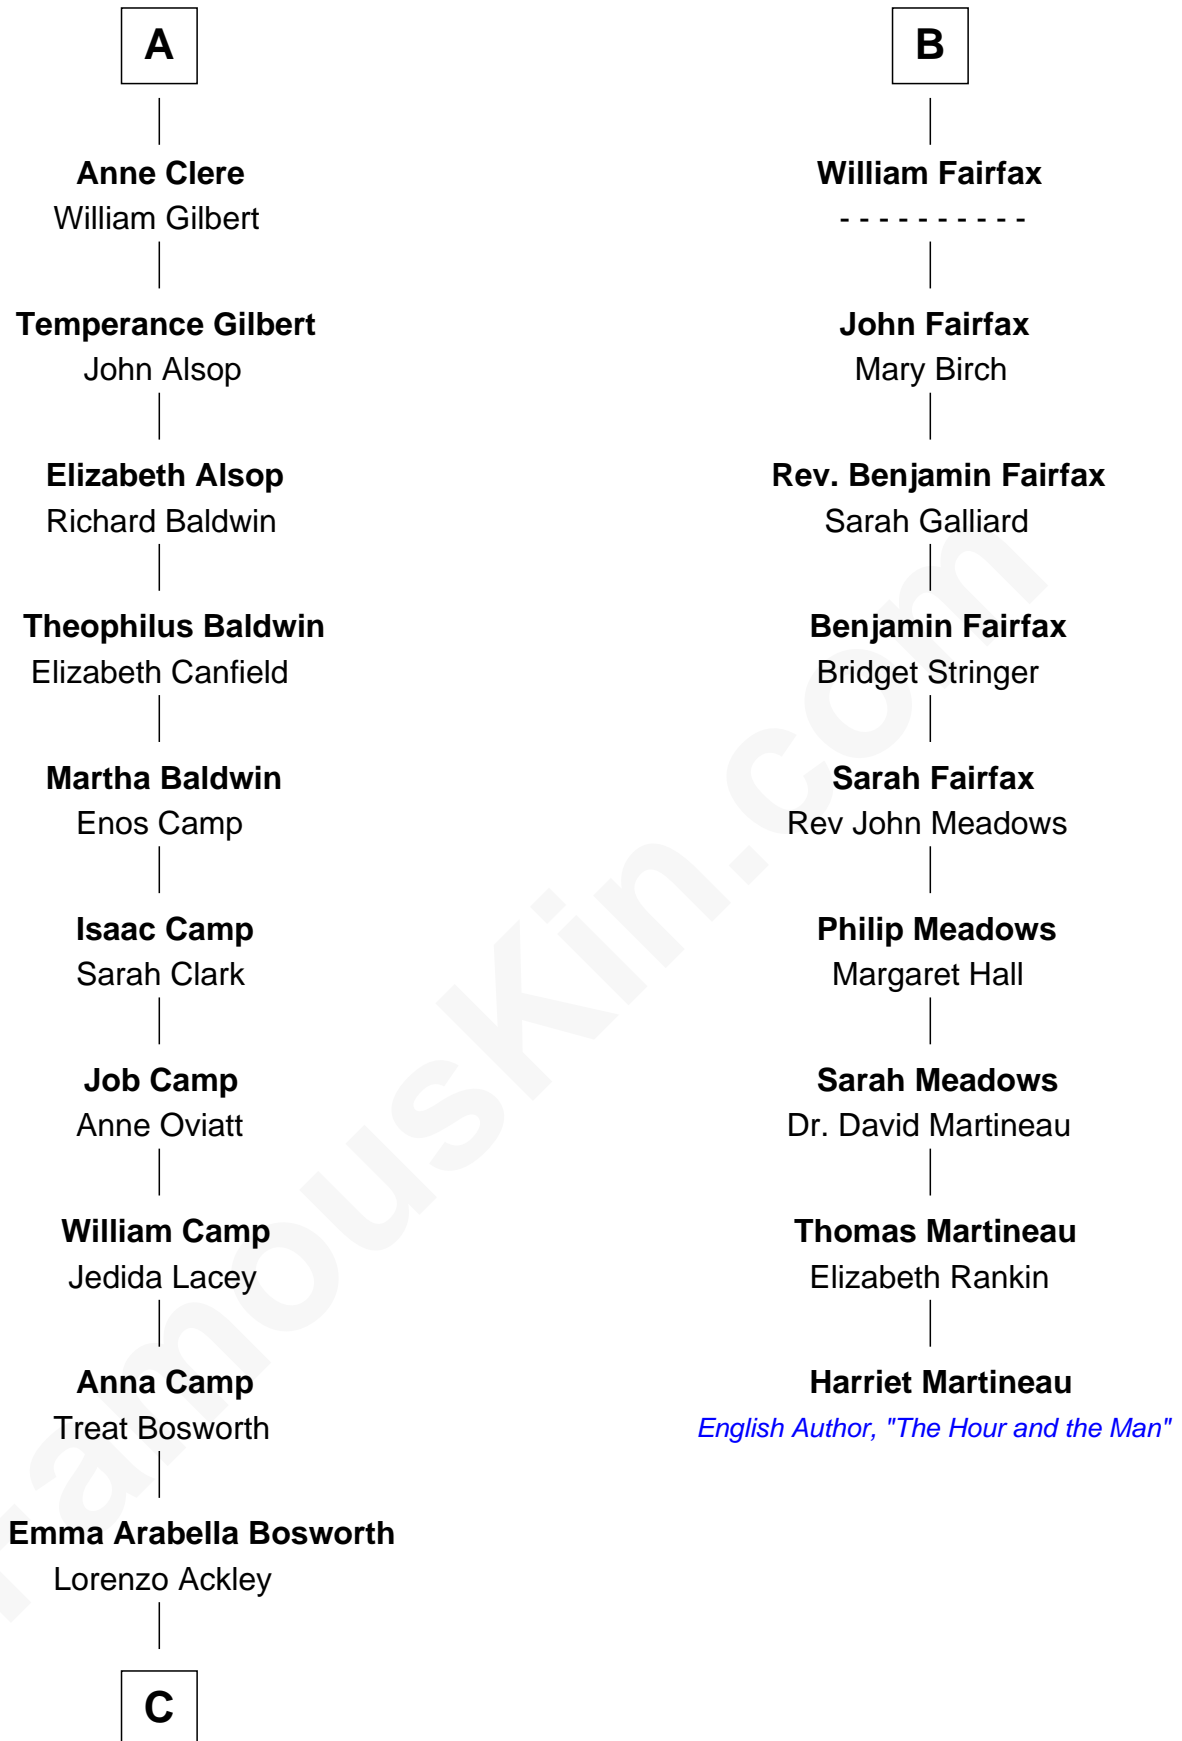 A
Anne Clere
William Gilbert
Temperance Gilbert
John Alsop
Elizabeth Alsop
Richard Baldwin
Theophilus Baldwin
Elizabeth Canfield
Martha Baldwin
Enos Camp
Isaac Camp
Sarah Clark
Job Camp
Anne Oviatt
William Camp
Jedida Lacey
Anna Camp
Treat Bosworth
Emma Arabella Bosworth
Lorenzo Ackley
C
B
William Fairfax
- - - - - - - - - -
John Fairfax
Mary Birch
Rev. Benjamin Fairfax
Sarah Galliard
Benjamin Fairfax
Bridget Stringer
Sarah Fairfax
Rev John Meadows
Philip Meadows
Margaret Hall
Sarah Meadows
Dr. David Martineau
Thomas Martineau
Elizabeth Rankin
Harriet Martineau
English Author, "The Hour and the Man"
FamousKin.com